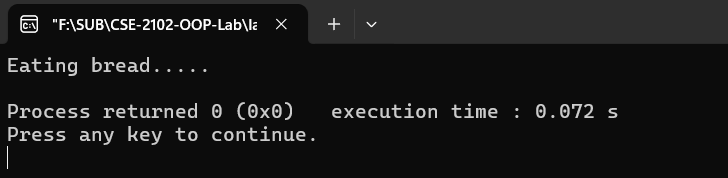 "F:\SUB\CSE-2102-OOP-Lab\la
Eating bread.....
Process returned 0 (0x0)   execution time : 0.072 s
Press any key to continue.